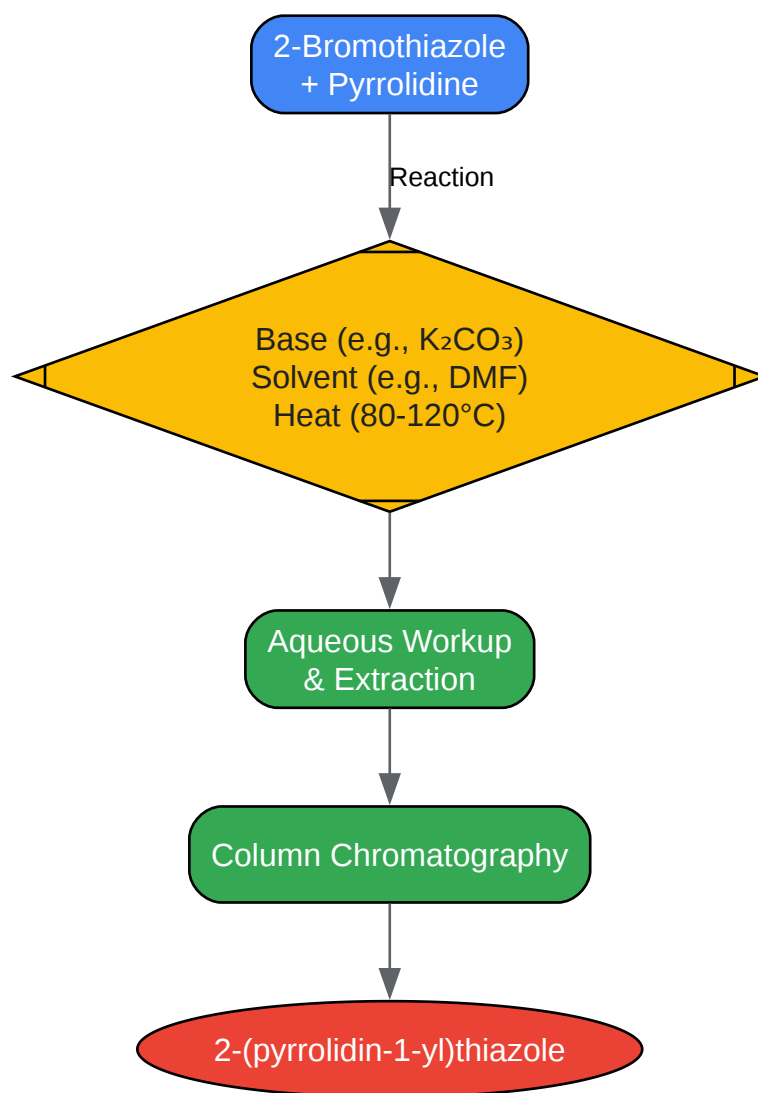 2-Bromothiazole
+ Pyrrolidine
Reaction
Base (e.g., K₂CO₃)
Solvent (e.g., DMF)
Heat (80-120°C)
Aqueous Workup
& Extraction
Column Chromatography
2-(pyrrolidin-1-yl)thiazole